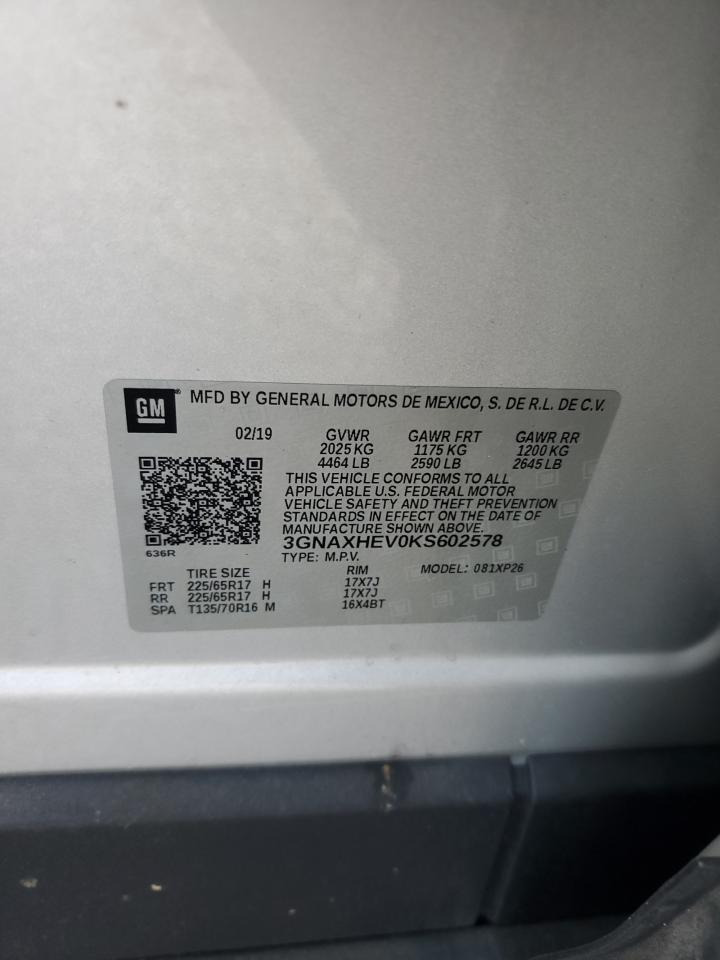 GM ® MFD BY GENERAL MOTORS DE MEXICO, S. DE R.L. DE C.V.
02/19 GVWR GAWR FRT GAWR RR
2025 KG 1175 KG 1200 KG
4464 LB 2590 LB 2645 LB
THIS VEHICLE CONFORMS TO ALL
APPLICABLE U.S. FEDERAL MOTOR
VEHICLE SAFETY AND THEFT PREVENTION
STANDARDS IN EFFECT ON THE DATE OF
MANUFACTURE SHOWN ABOVE.
636R
3GNAXHEV0KS602578
TYPE: M.P.V.
TIRE SIZE RIM MODEL: 081XP26
FRT 225/65R17 H 17X7J
RR 225/65R17 H 17X7J
SPA T135/70R16 M 16X4BT